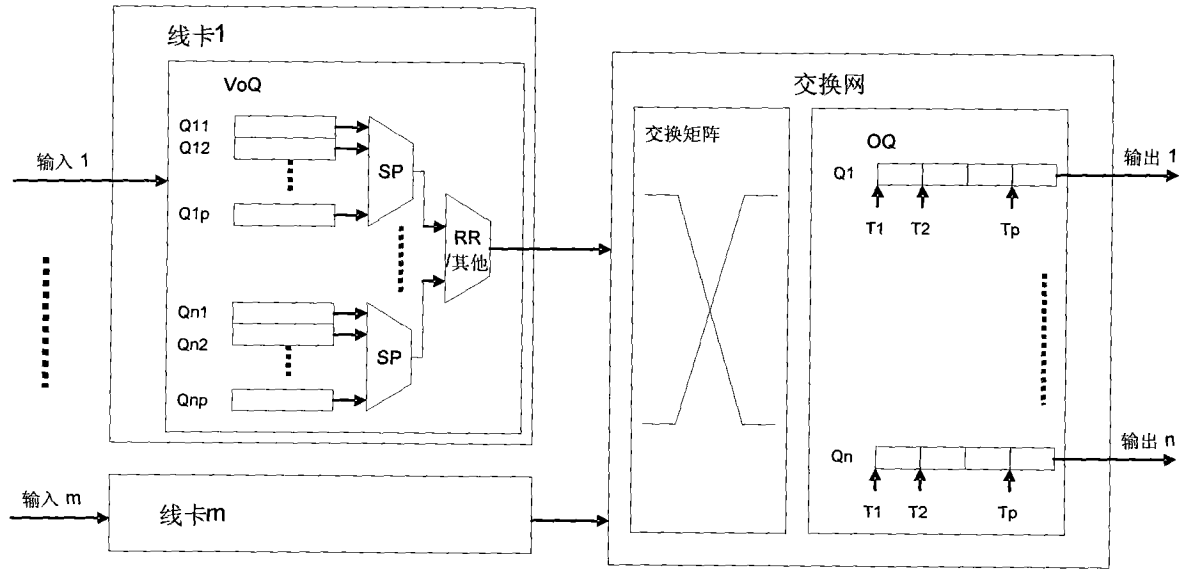 线卡1
VoQ
Q11
Q12
Q1p
SP
输入 1
RR
/其他
Qn1
Qn2
Qnp
SP
输入 m
线卡m
交换网
交换矩阵
OQ
Q1
T1 T2 Tp
输出 1
Qn
T1 T2 Tp
输出 n